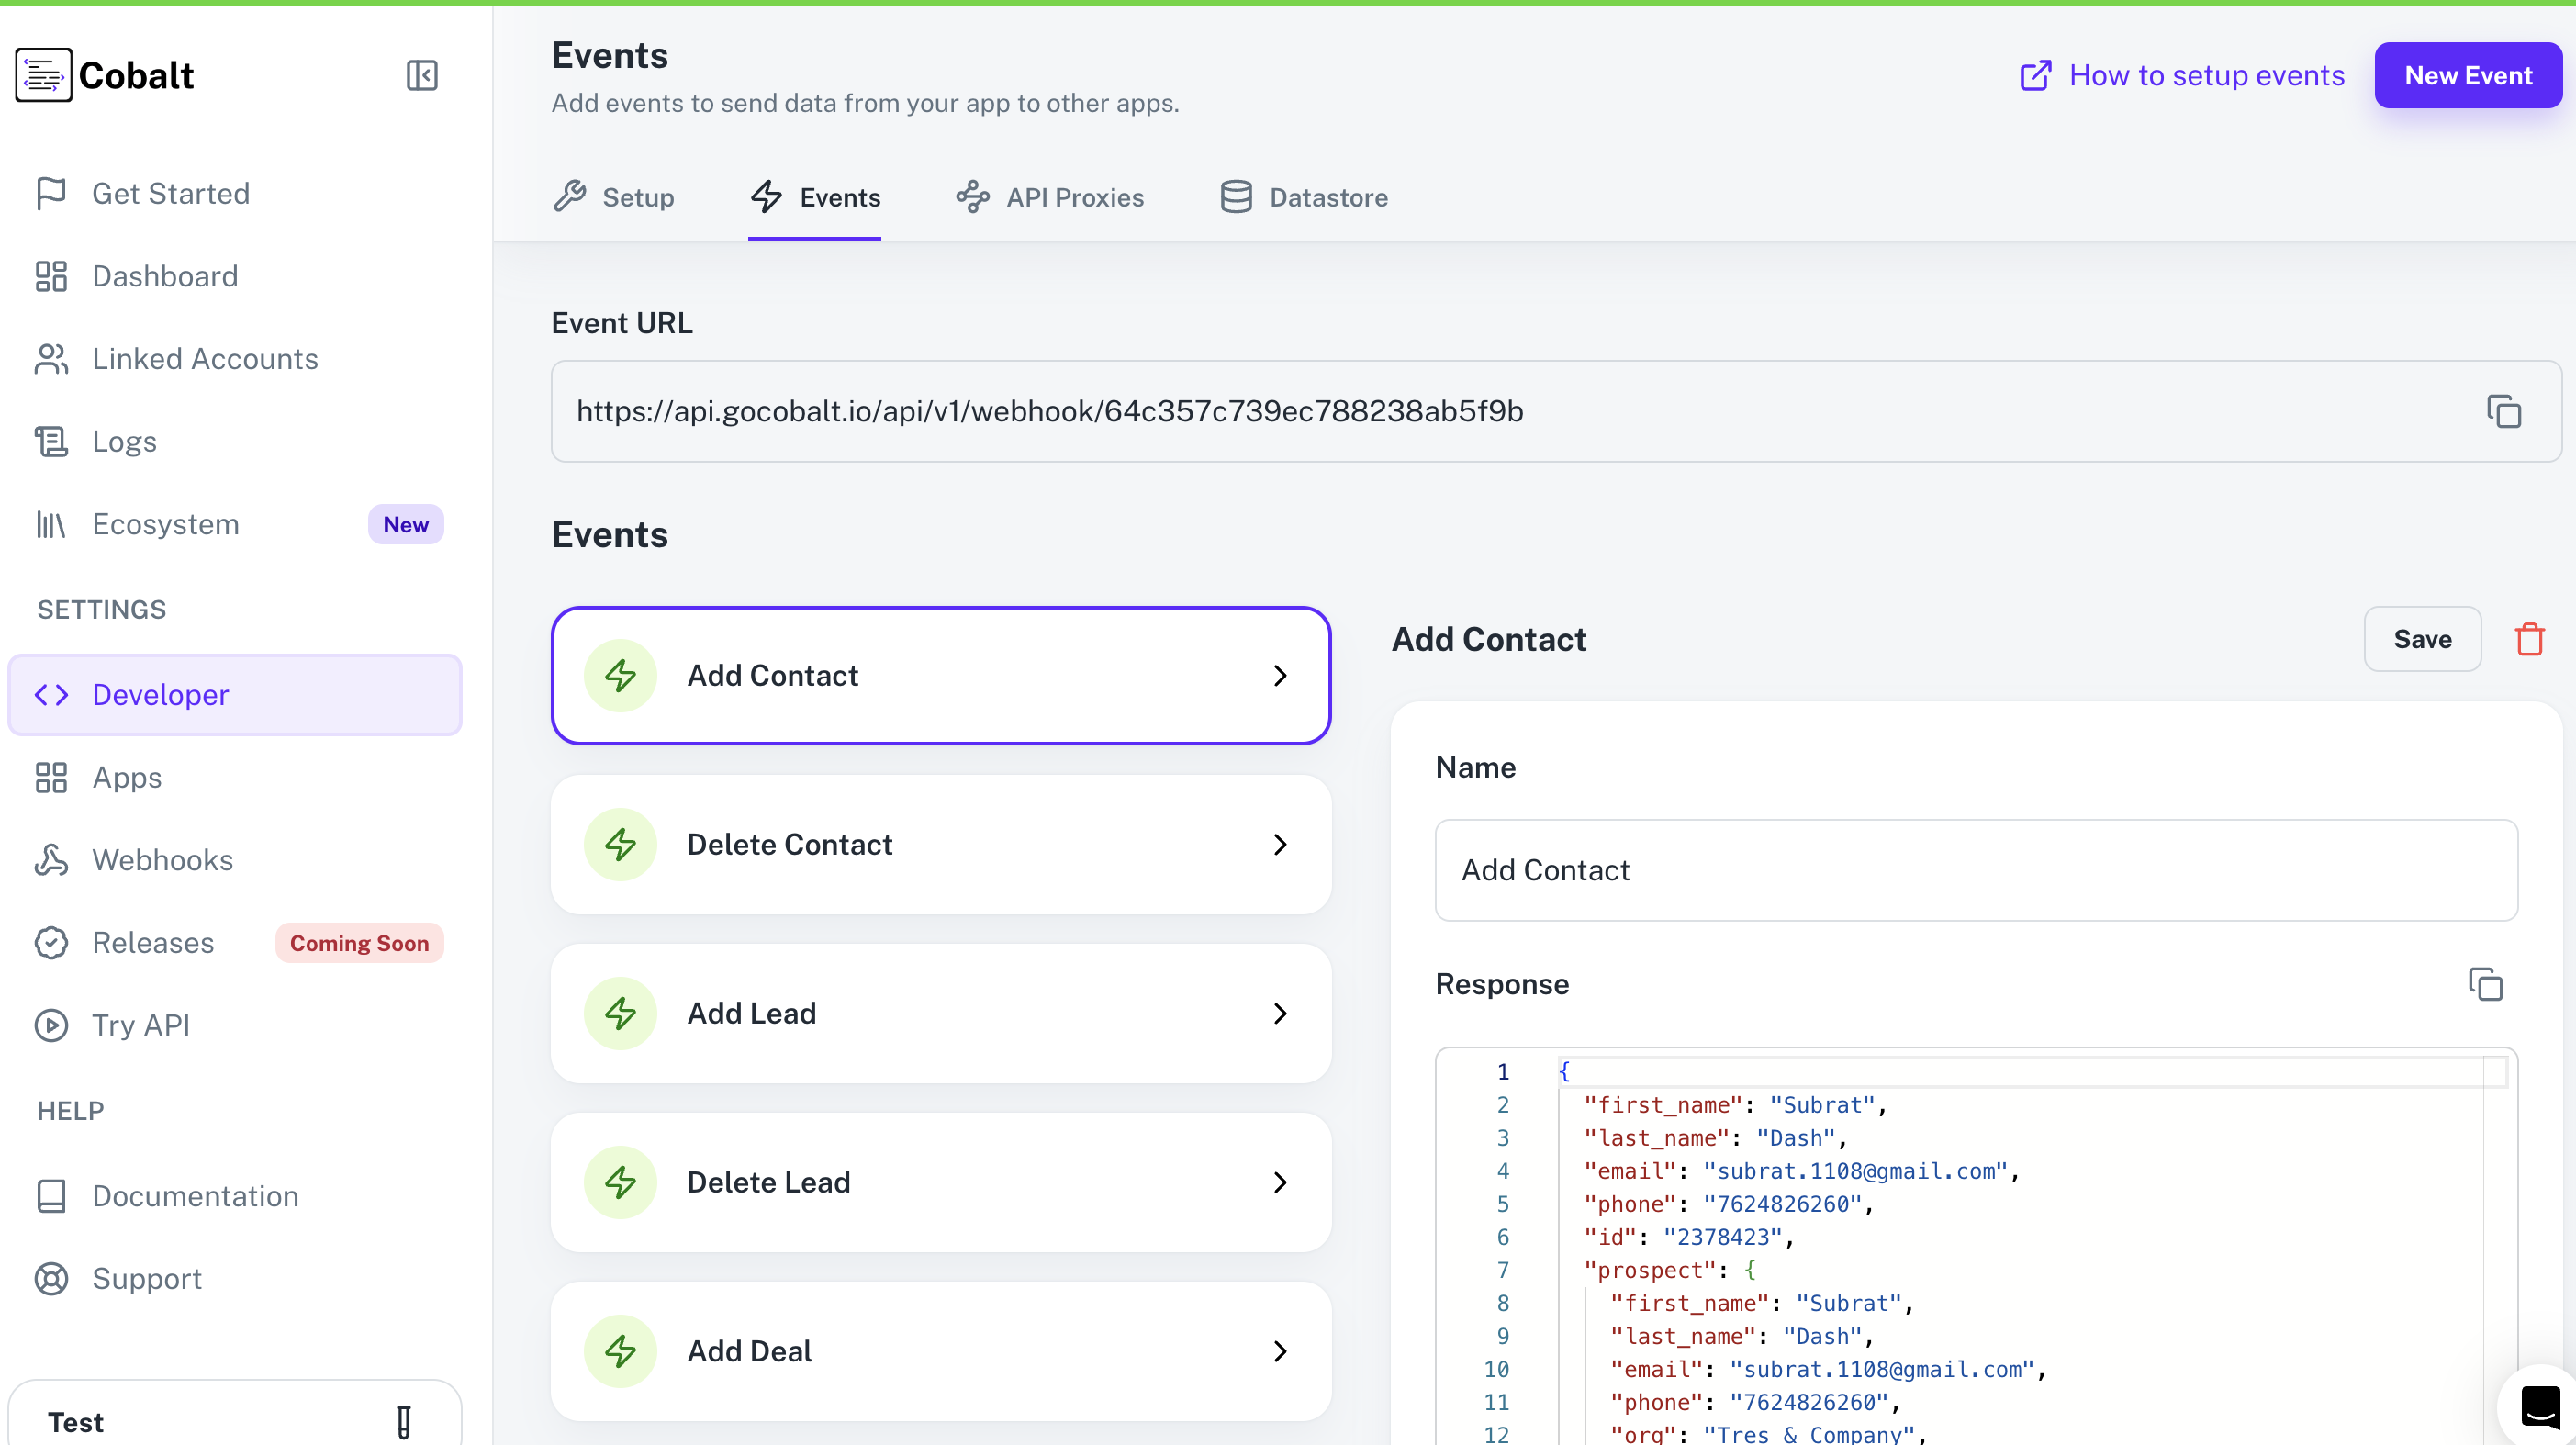 Cobalt
Get Started
Dashboard
Linked Accounts
Logs
Ecosystem New
SETTINGS
Developer
Apps
Webhooks
Releases Coming Soon
Try API
HELP
Documentation
Support
Test
Events
Add events to send data from your app to other apps.
How to setup events
New Event
Setup
Events
API Proxies
Datastore
Event URL
https://api.gocobalt.io/api/v1/webhook/64c357c739ec788238ab5f9b
Events
Add Contact
Delete Contact
Add Lead
Delete Lead
Add Deal
Add Contact
Save
Name
Add Contact
Response
1 {
2 "first_name": "Subrat",
3 "last_name": "Dash",
4 "email": "subrat.1108@gmail.com",
5 "phone": "7624826260",
6 "id": "2378423",
7 "prospect": {
8 "first_name": "Subrat",
9 "last_name": "Dash",
10 "email": "subrat.1108@gmail.com",
11 "phone": "7624826260",
12 "org": "Tres & Company",